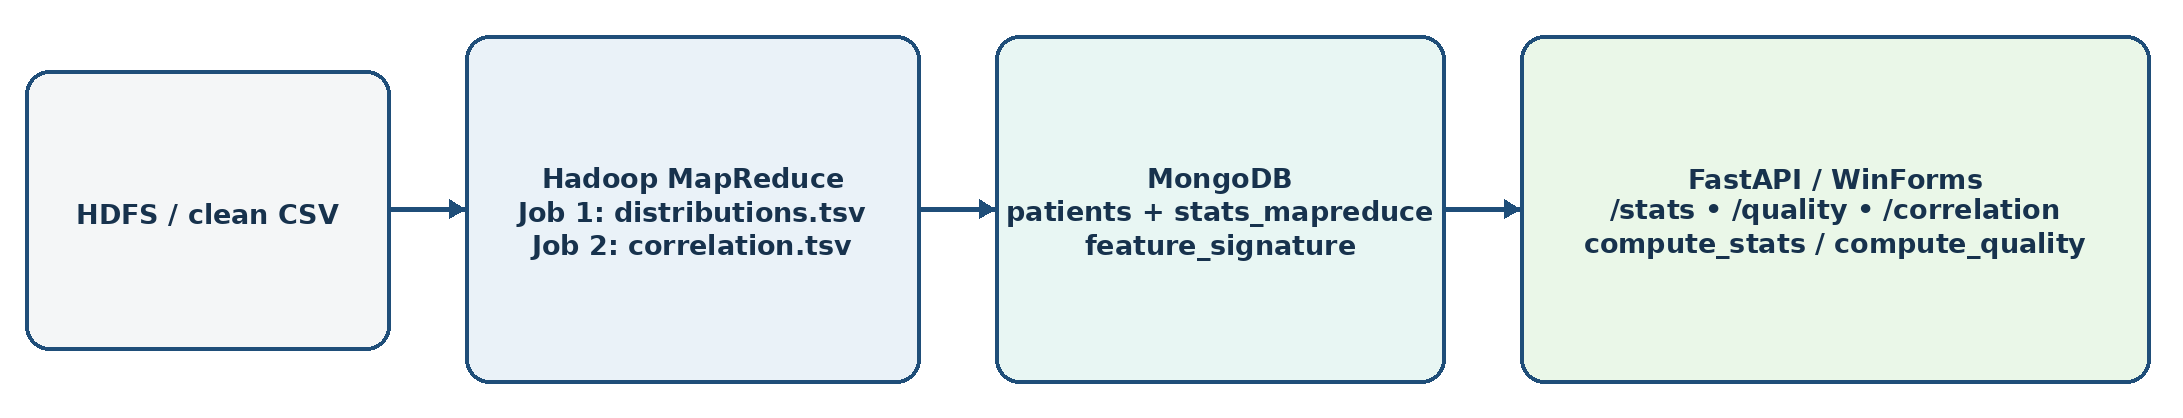 HDFS / clean CSV
Hadoop MapReduce
Job 1: distributions.tsv
Job 2: correlation.tsv
MongoDB
patients + stats_mapreduce
feature_signature
FastAPI / WinForms
/stats • /quality • /correlation
compute_stats / compute_quality